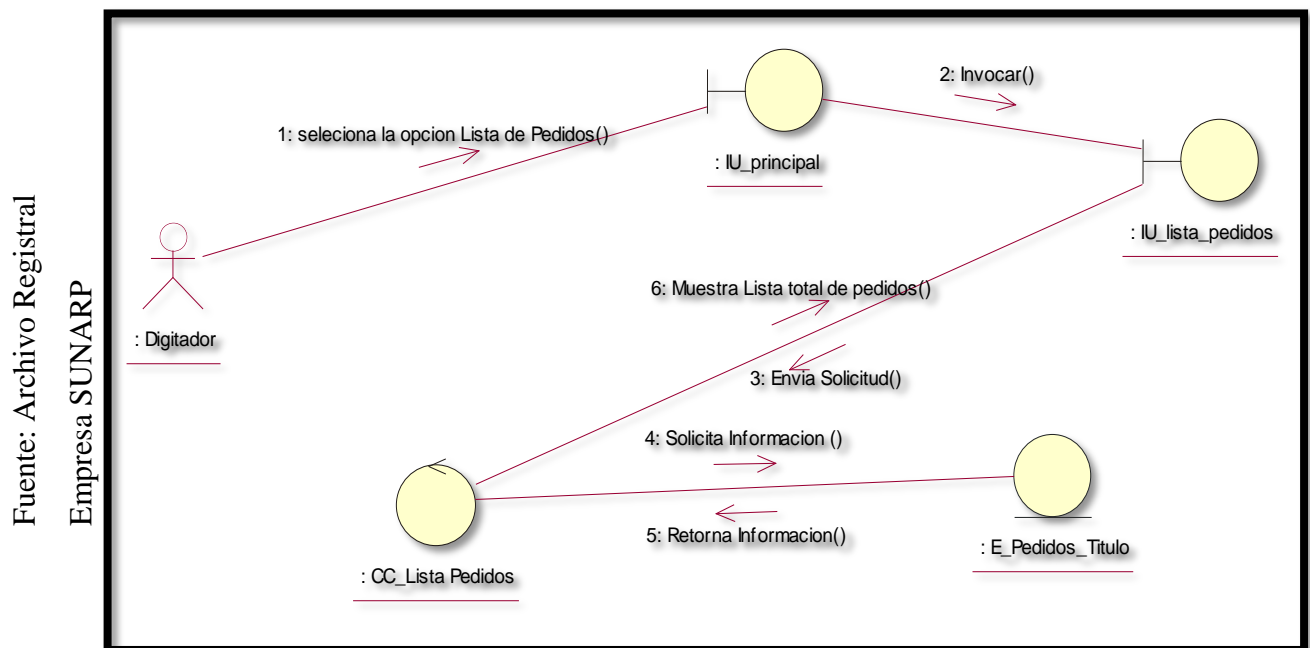 Fuente: Archivo Registral
Empresa SUNARP
1: seleciona la opcion Lista de Pedidos()
2: Invocar()
: IU_principal
: IU_lista_pedidos
: Digitador
6: Muestra Lista total de pedidos()
3: Envia Solicitud()
4: Solicita Informacion ()
5: Retorna Informacion()
: CC_Lista Pedidos
: E_Pedidos_Titulo